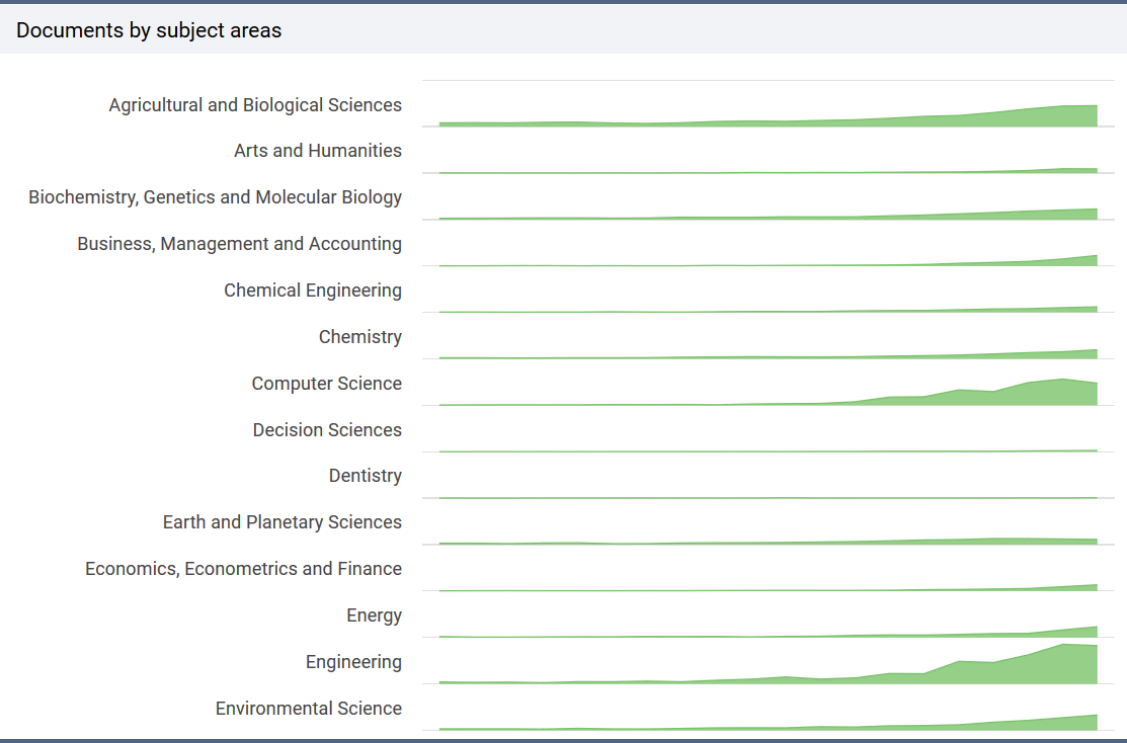 Documents by subject areas
Agricultural and Biological Sciences
Arts and Humanities
Biochemistry, Genetics and Molecular Biology
Business, Management and Accounting
Chemical Engineering
Chemistry
Computer Science
Decision Sciences
Dentistry
Earth and Planetary Sciences
Economics, Econometrics and Finance
Energy
Engineering
Environmental Science